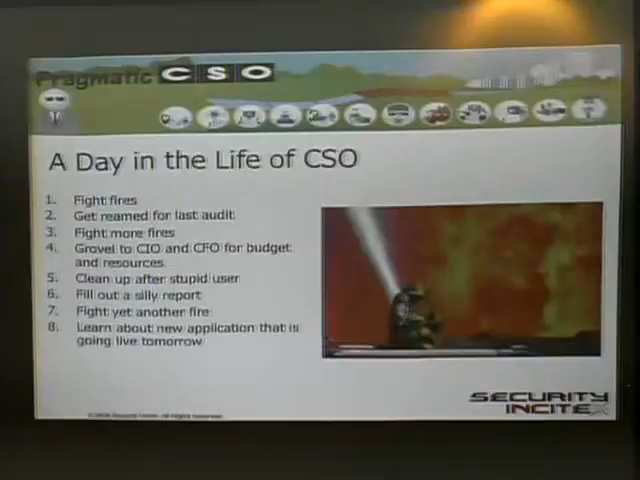 Pragmatic CSO
A Day in the Life of CSO
1. Fight fires
2. Get reamed for last audit
3. Fight more fires
4. Grovel to CIO and CFO for budget
and resources
5. Clean up after stupid user
6. Fill out a silly report
7. Fight yet another fire
8. Learn about new application that is
going live tomorrow
SECURITY
INCITE